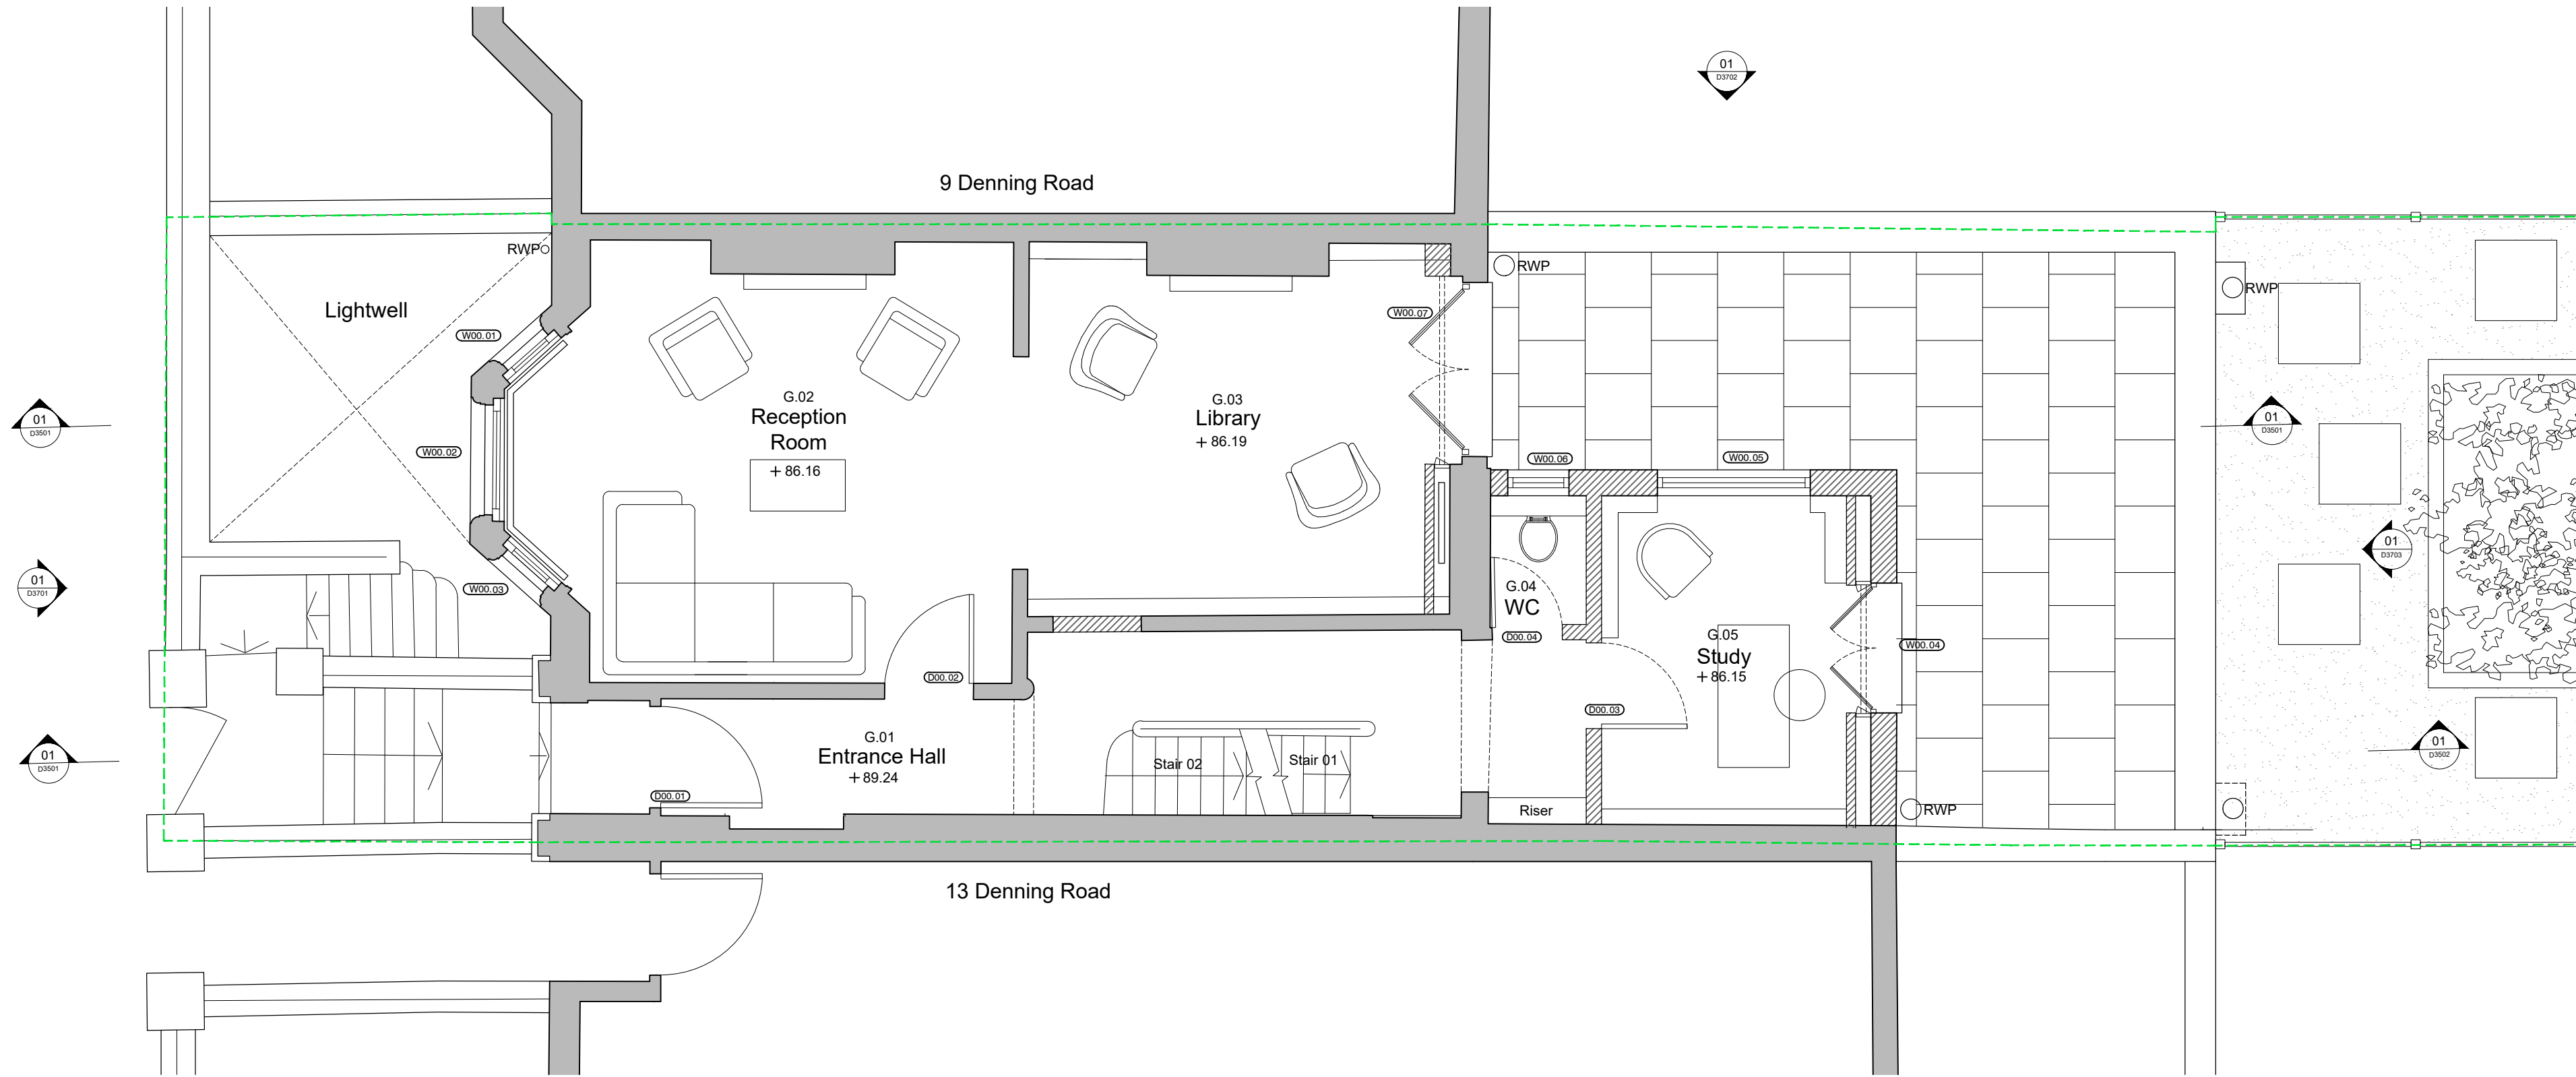 01
D3702
9 Denning Road
RWP
RWP
RWP
Lightwell
W00.01
W00.07
G.02
Reception
Room
+ 86.16
G.03
Library
+ 86.19
01
D3501
01
D3501
W00.02
W00.06
W00.05
01
D3703
01
D3701
W00.03
G.04
WC
D00.04
G.05
Study
+ 86.15
W00.04
D00.02
D00.03
G.01
Entrance Hall
+ 89.24
Stair 02
Stair 01
01
D3501
01
D3502
D00.01
Riser
RWP
13 Denning Road